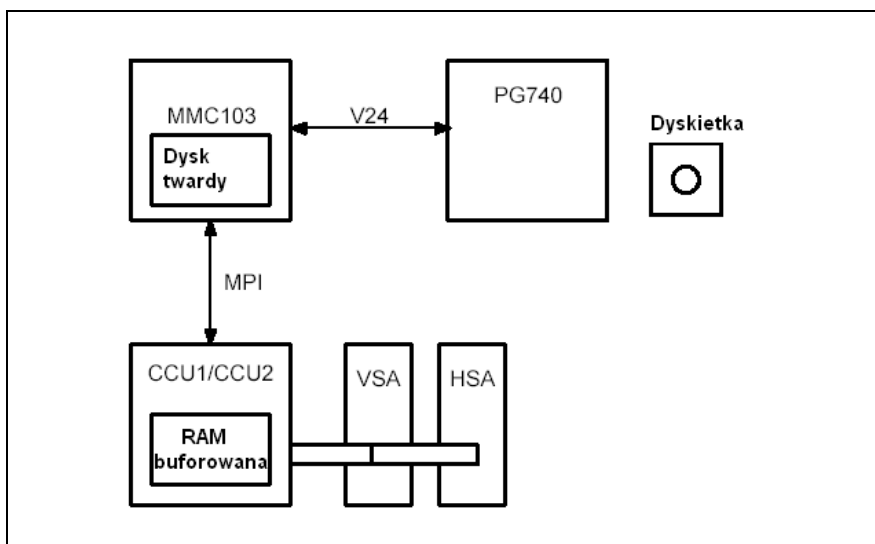 MMC103
Dysk
twardy
V24
PG740
Dyskietka
MPI
CCU1/CCU2
RAM
buforowana
VSA
HSA